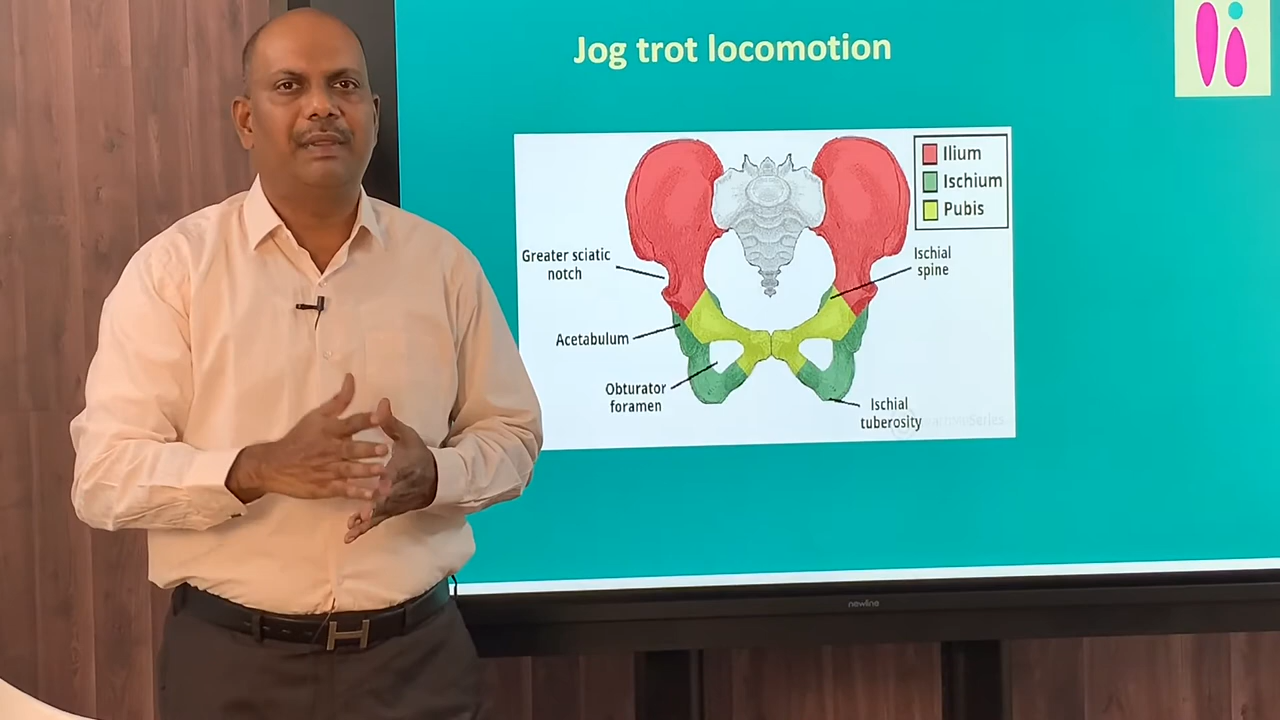 Jog trot locomotion
Ilium
Ischium
Pubis
Greater sciatic
notch
Ischial
spine
Acetabulum
Obturator
foramen
Ischial
tuberosity
newline
H